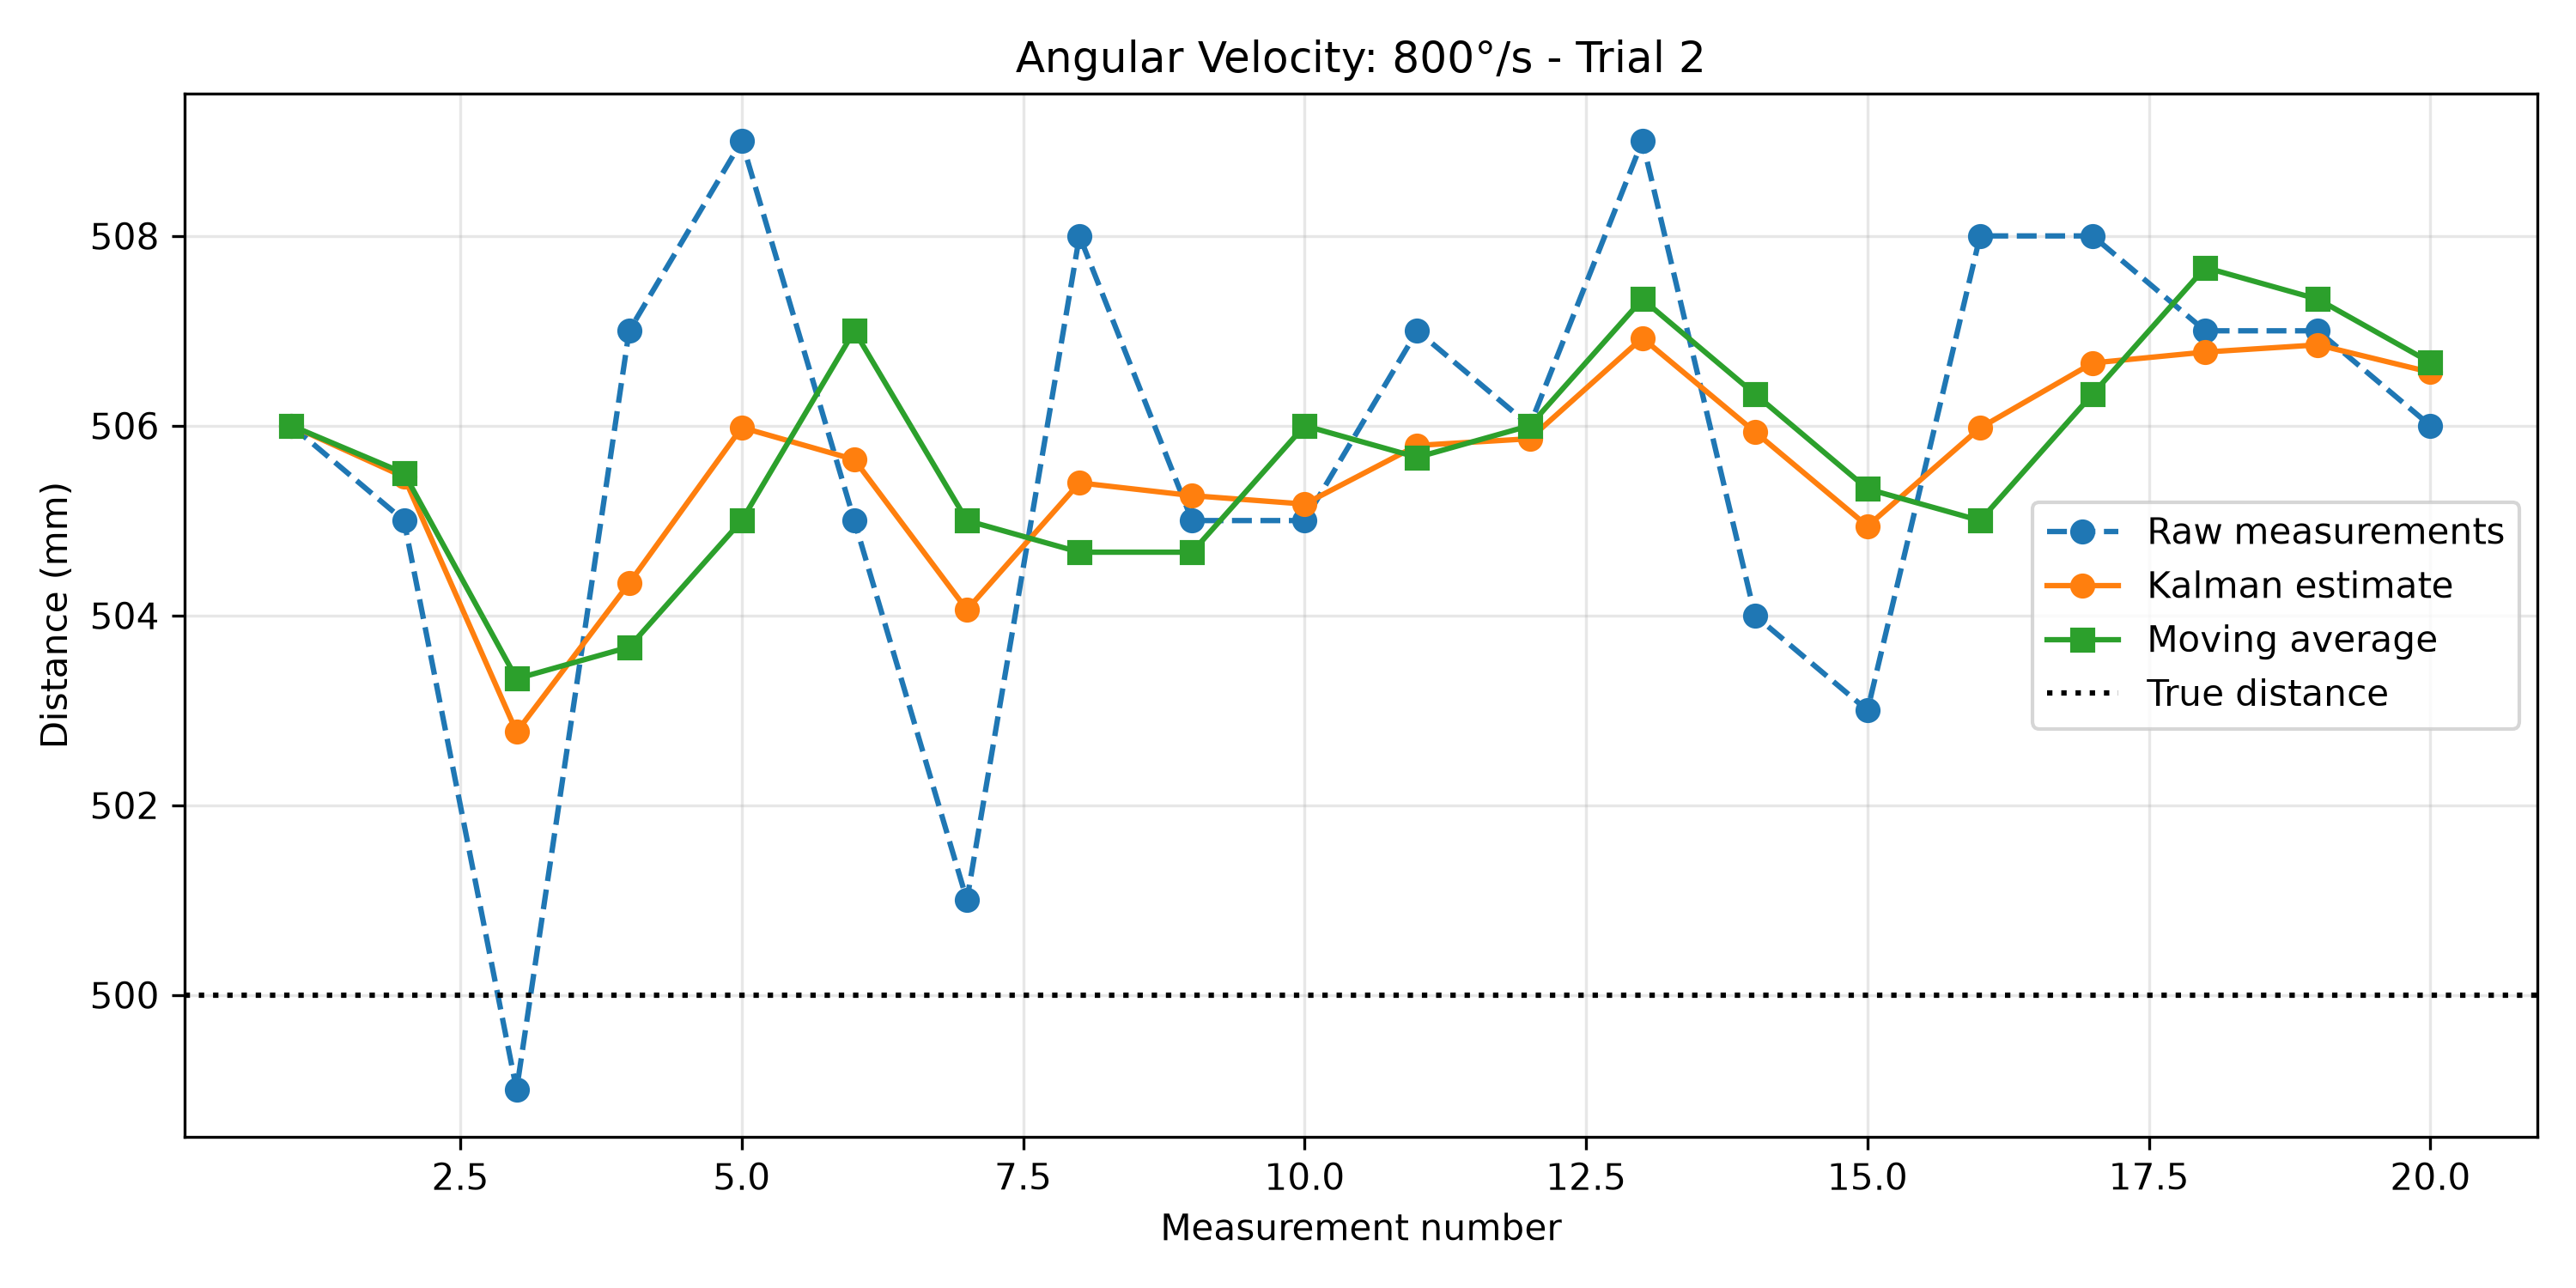 Angular Velocity: 800°/s - Trial 2
Distance (mm)
508
506
504
502
500
Raw measurements
Kalman estimate
Moving average
True distance
2.5 5.0 7.5 10.0 12.5 15.0 17.5 20.0
Measurement number